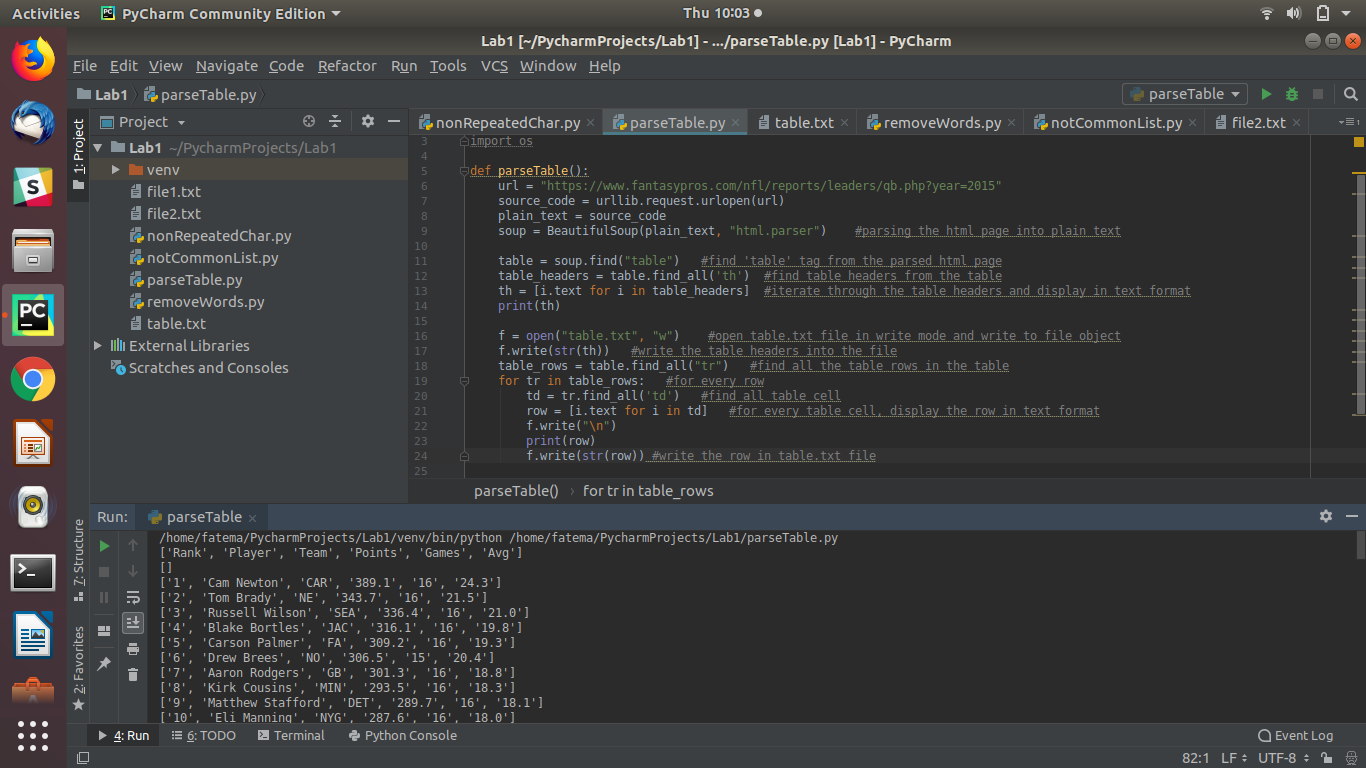 Activities PyCharm Community Edition Thu 10:03
Lab1 [~/PycharmProjects/Lab1] - .../parseTable.py [Lab1] - PyCharm
File Edit View Navigate Code Refactor Run Tools VCS Window Help
Lab1 parseTable.py parseTable
1: Project
Project
nonRepeatedChar.py parseTable.py table.txt removeWords.py notCommonList.py file2.txt 1
Lab1 ~/PycharmProjects/Lab1
venv
file1.txt
file2.txt
nonRepeatedChar.py
notCommonList.py
parseTable.py
removeWords.py
table.txt
External Libraries
Scratches and Consoles
3 import os
4
5 def parseTable():
6 url = "https://www.fantasypros.com/nfl/reports/leaders/qb.php?year=2015"
7 source_code = urllib.request.urlopen(url)
8 plain_text = source_code
9 soup = BeautifulSoup(plain_text, "html.parser") #parsing the html page into plain text
10
11 table = soup.find("table") #find 'table' tag from the parsed html page
12 table_headers = table.find_all('th') #find table headers from the table
13 th = [i.text for i in table_headers] #iterate through the table headers and display in text format
14 print(th)
15
16 f = open("table.txt", "w") #open table.txt file in write mode and write to file object
17 f.write(str(th)) #write the table headers into the file
18 table_rows = table.find_all("tr") #find all the table rows in the table
19 for tr in table_rows: #for every row
20 td = tr.find_all('td') #find all table cell
21 row = [i.text for i in td] #for every table cell, display the row in text format
22 f.write("\n")
23 print(row)
24 f.write(str(row)) #write the row in table.txt file
25
parseTable() › for tr in table_rows
Run: parseTable
7: Structure
2: Favorites
/home/fatema/PycharmProjects/Lab1/venv/bin/python /home/fatema/PycharmProjects/Lab1/parseTable.py
['Rank', 'Player', 'Team', 'Points', 'Games', 'Avg']
[]
['1', 'Cam Newton', 'CAR', '389.1', '16', '24.3']
['2', 'Tom Brady', 'NE', '343.7', '16', '21.5']
['3', 'Russell Wilson', 'SEA', '336.4', '16', '21.0']
['4', 'Blake Bortles', 'JAC', '316.1', '16', '19.8']
['5', 'Carson Palmer', 'FA', '309.2', '16', '19.3']
['6', 'Drew Brees', 'NO', '306.5', '15', '20.4']
['7', 'Aaron Rodgers', 'GB', '301.3', '16', '18.8']
['8', 'Kirk Cousins', 'MIN', '293.5', '16', '18.3']
['9', 'Matthew Stafford', 'DET', '289.7', '16', '18.1']
['10', 'Eli Manning', 'NYG', '287.6', '16', '18.0']
4: Run 6: TODO Terminal Python Console Event Log
82:1 LF UTF-8